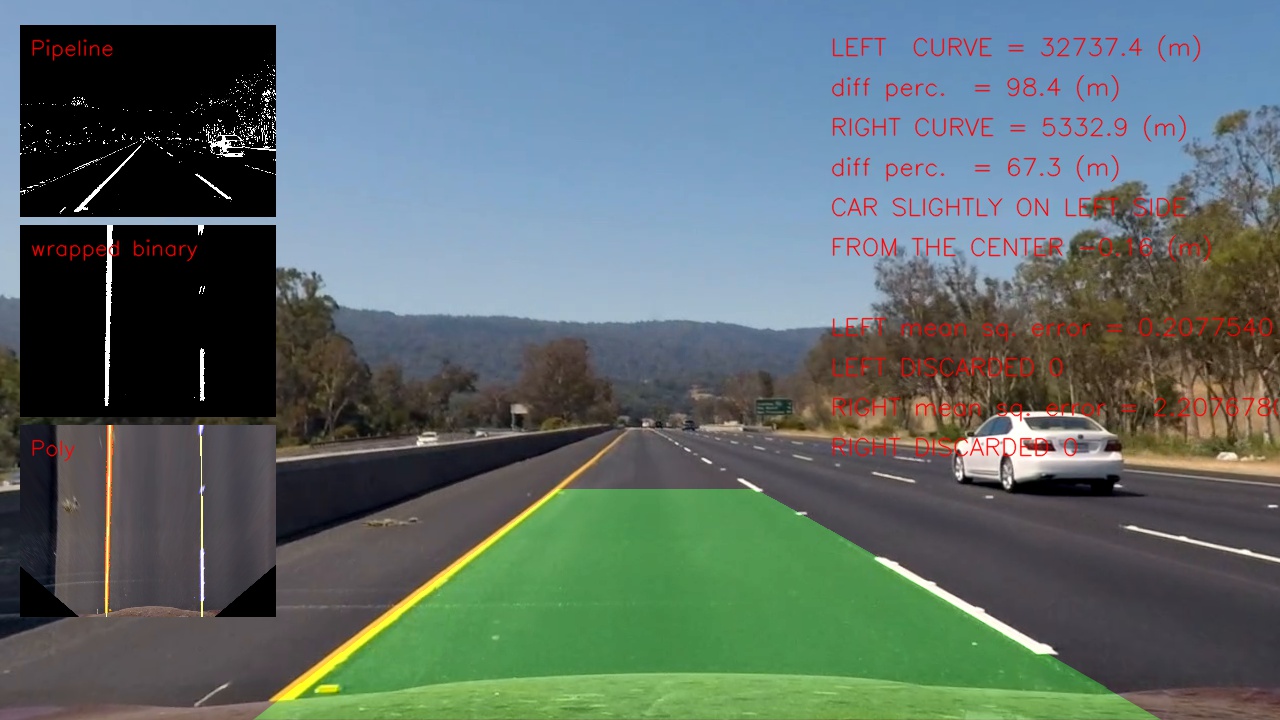 Pipeline
wrapped binary
Poly
LEFT CURVE = 32737.4 (m)
diff perc. = 98.4 (m)
RIGHT CURVE = 5332.9 (m)
diff perc. = 67.3 (m)
CAR SLIGHTLY ON LEFT SIDE
FROM THE CENTER -0.16 (m)
LEFT mean sq. error = 0.2077540
LEFT DISCARDED 0
RIGHT mean sq. error = 2.207678
RIGHT DISCARDED 0